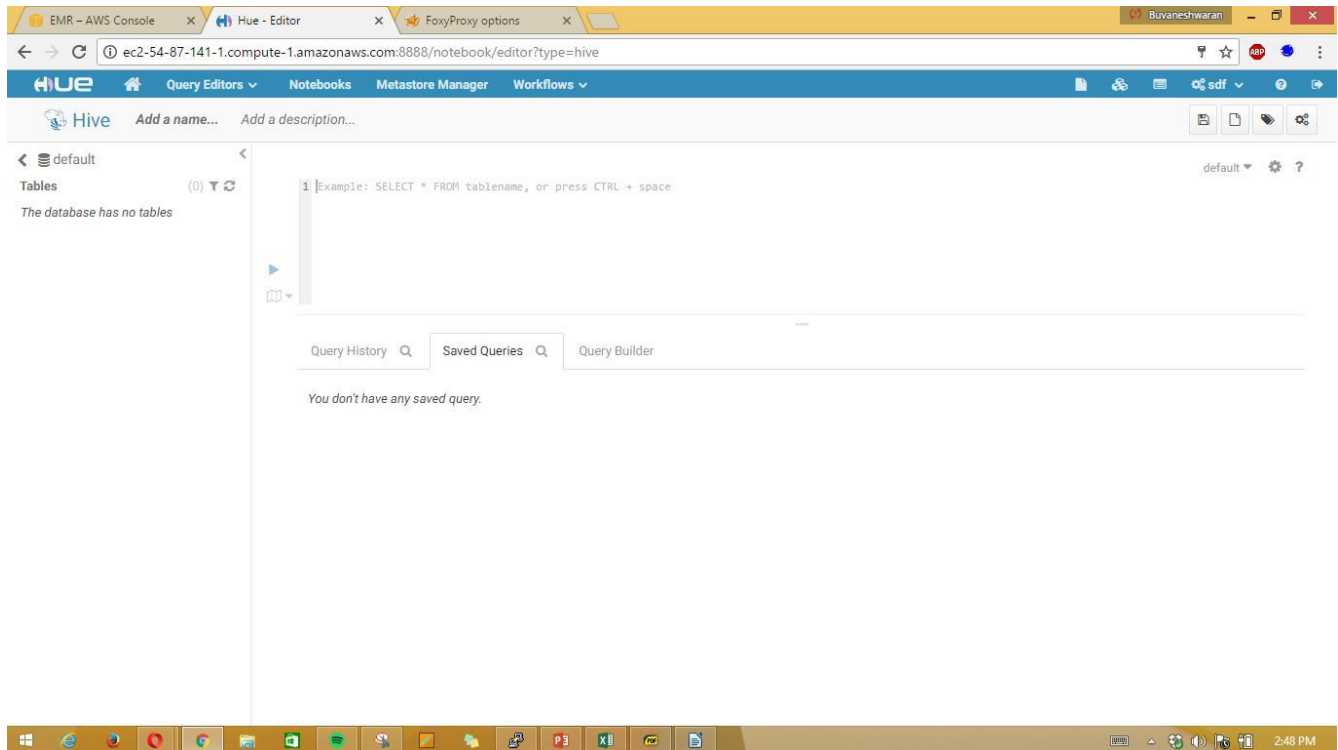 EMR – AWS Console
Hue - Editor
FoxyProxy options
Buvaneshwaran
ec2-54-87-141-1.compute-1.amazonaws.com:8888/notebook/editor?type=hive
ABP
HUE Query Editors Notebooks Metastore Manager Workflows sdf
Hive Add a name... Add a description...
default
default
Tables (0)
1 Example: SELECT * FROM tablename, or press CTRL + space
The database has no tables
Query History Saved Queries Query Builder
You don't have any saved query.
2:48 PM